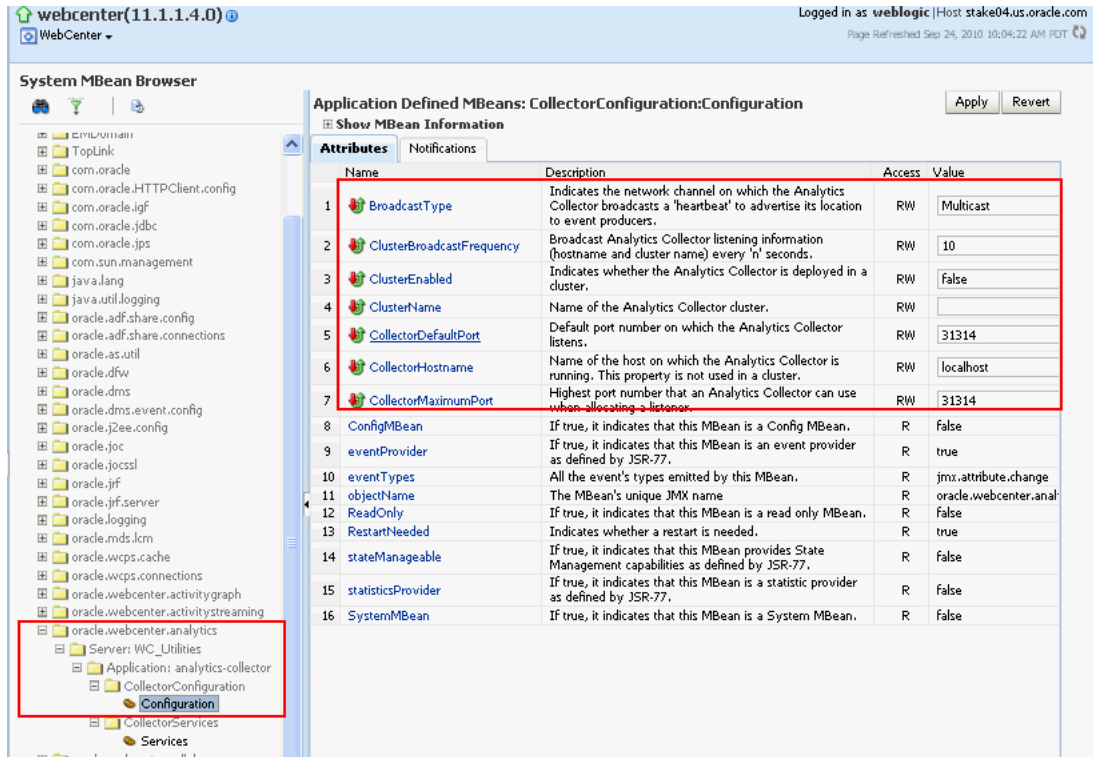 webcenter(11.1.1.4.0)
Logged in as weblogic |Host stake04.us.oracle.com
WebCenter
Page Refreshed Sep 24, 2010 10:04:22 AM PDT
System MBean Browser
EMDomain
TopLink
com.oracle
com.oracle.HTTPClient.config
com.oracle.igf
com.oracle.jdbc
com.oracle.jps
com.sun.management
java.lang
java.util.logging
oracle.adf.share.config
oracle.adf.share.connections
oracle.as.util
oracle.dfw
oracle.dms
oracle.dms.event.config
oracle.j2ee.config
oracle.joc
oracle.jocssl
oracle.jrf
oracle.jrf.server
oracle.logging
oracle.mds.lcm
oracle.wcps.cache
oracle.wcps.connections
oracle.webcenter.activitygraph
oracle.webcenter.activitystreaming
oracle.webcenter.analytics
Server: WC_Utilities
Application: analytics-collector
CollectorConfiguration
Configuration
CollectorServices
Services
Application Defined MBeans: CollectorConfiguration:Configuration
Apply Revert
Show MBean Information
Attributes Notifications
Name Description Access Value
1 BroadcastType Indicates the network channel on which the Analytics Collector broadcasts a 'heartbeat' to advertise its location to event producers. RW Multicast
2 ClusterBroadcastFrequency Broadcast Analytics Collector listening information (hostname and cluster name) every 'n' seconds. RW 10
3 ClusterEnabled Indicates whether the Analytics Collector is deployed in a cluster. RW false
4 ClusterName Name of the Analytics Collector cluster. RW
5 CollectorDefaultPort Default port number on which the Analytics Collector listens. RW 31314
6 CollectorHostname Name of the host on which the Analytics Collector is running. This property is not used in a cluster. RW localhost
7 CollectorMaximumPort Highest port number that an Analytics Collector can use when allocating a listener. RW 31314
8 ConfigMBean If true, it indicates that this MBean is a Config MBean. R false
9 eventProvider If true, it indicates that this MBean is an event provider as defined by JSR-77. R true
10 eventTypes All the event's types emitted by this MBean. R jmx.attribute.change
11 objectName The MBean's unique JMX name R oracle.webcenter.anal
12 ReadOnly If true, it indicates that this MBean is a read only MBean. R false
13 RestartNeeded Indicates whether a restart is needed. R true
14 stateManageable If true, it indicates that this MBean provides State Management capabilities as defined by JSR-77. R false
15 statisticsProvider If true, it indicates that this MBean is a statistic provider as defined by JSR-77. R false
16 SystemMBean If true, it indicates that this MBean is a System MBean. R false